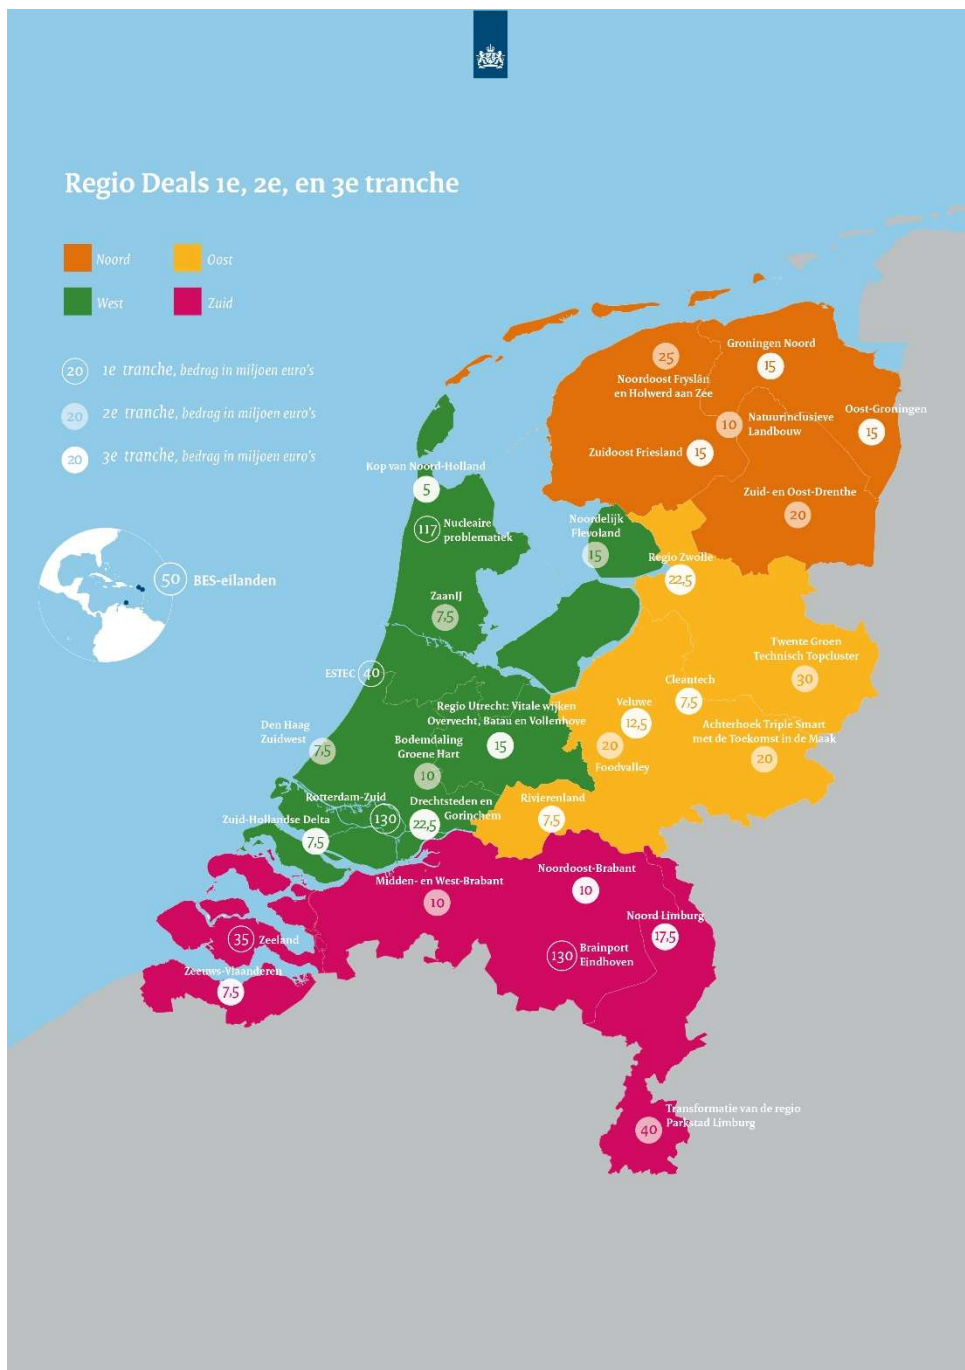 Regio Deals 1e, 2e, en 3e tranche
Noord
Oost
West
Zuid
20 1e tranche, bedrag in miljoen euro's
20 2e tranche, bedrag in miljoen euro's
20 3e tranche, bedrag in miljoen euro's
50 BES-eilanden
25
Noordoost Fryslân
en Holwerd aan Zee
Groningen Noord
15
10
Natuurinclusieve
Landbouw
Oost-Groningen
15
Zuidoost Friesland 15
Zuid- en Oost-Drenthe
20
Kop van Noord-Holland
5
117 Nucleaire
problematiek
Noordelijk
Flevoland
15
Regio Zwolle
22,5
ZaanIJ
7,5
Twente Groen
Technisch Topcluster
30
ESTEC 40
Cleantech
7,5
Regio Utrecht: Vitale wijken
Overvecht, Batau en Vollenhove
15
Veluwe
12,5
Den Haag
Zuidwest
7,5
Bodemdaling
Groene Hart
10
20
Foodvalley
Achterhoek Triple Smart
met de Toekomst in de Maak
20
Rotterdam-Zuid
130
Drechtsteden en
Gorinchem
22,5
Rivierenland
7,5
Zuid-Hollandse Delta
7,5
Midden- en West-Brabant
10
Noordoost-Brabant
10
Noord Limburg
17,5
35 Zeeland
130 Brainport
Eindhoven
Zeeuws-Vlaanderen
7,5
Transformatie van de regio
Parkstad Limburg
40